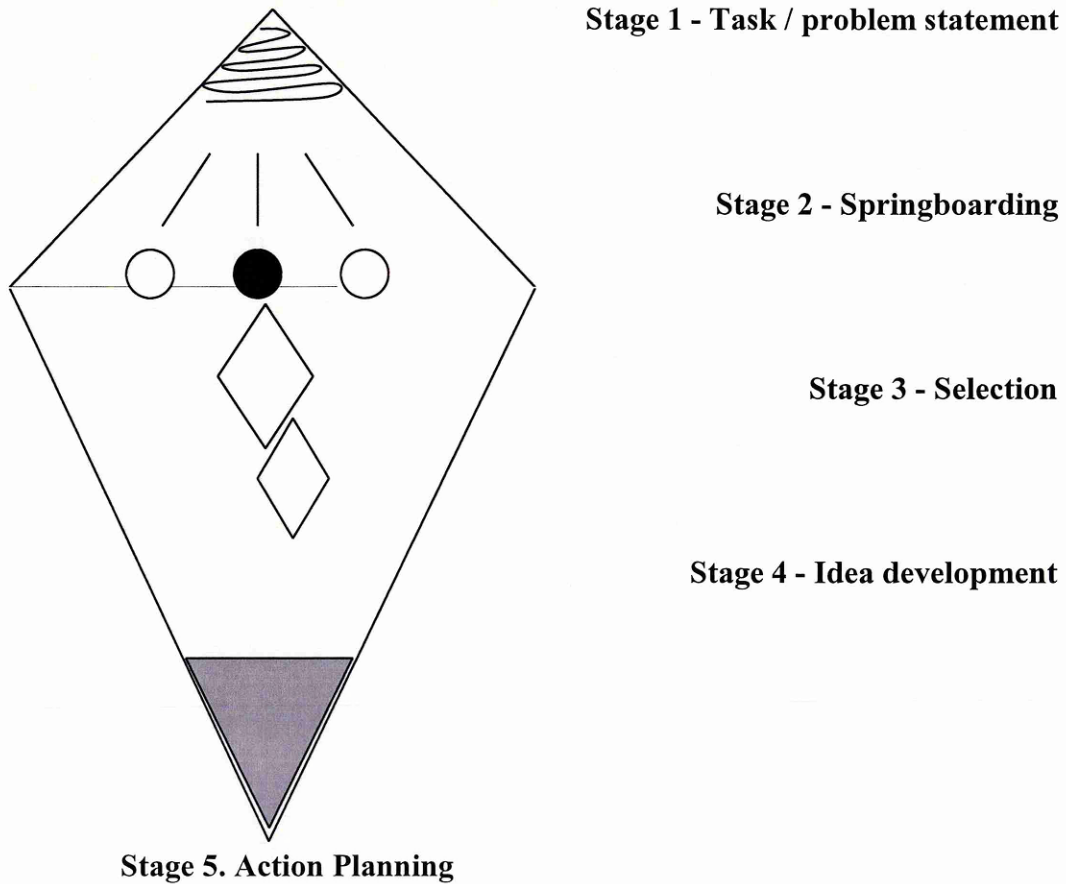 Stage 1 - Task / problem statement
Stage 2 - Springboarding
Stage 3 - Selection
Stage 4 - Idea development
Stage 5. Action Planning